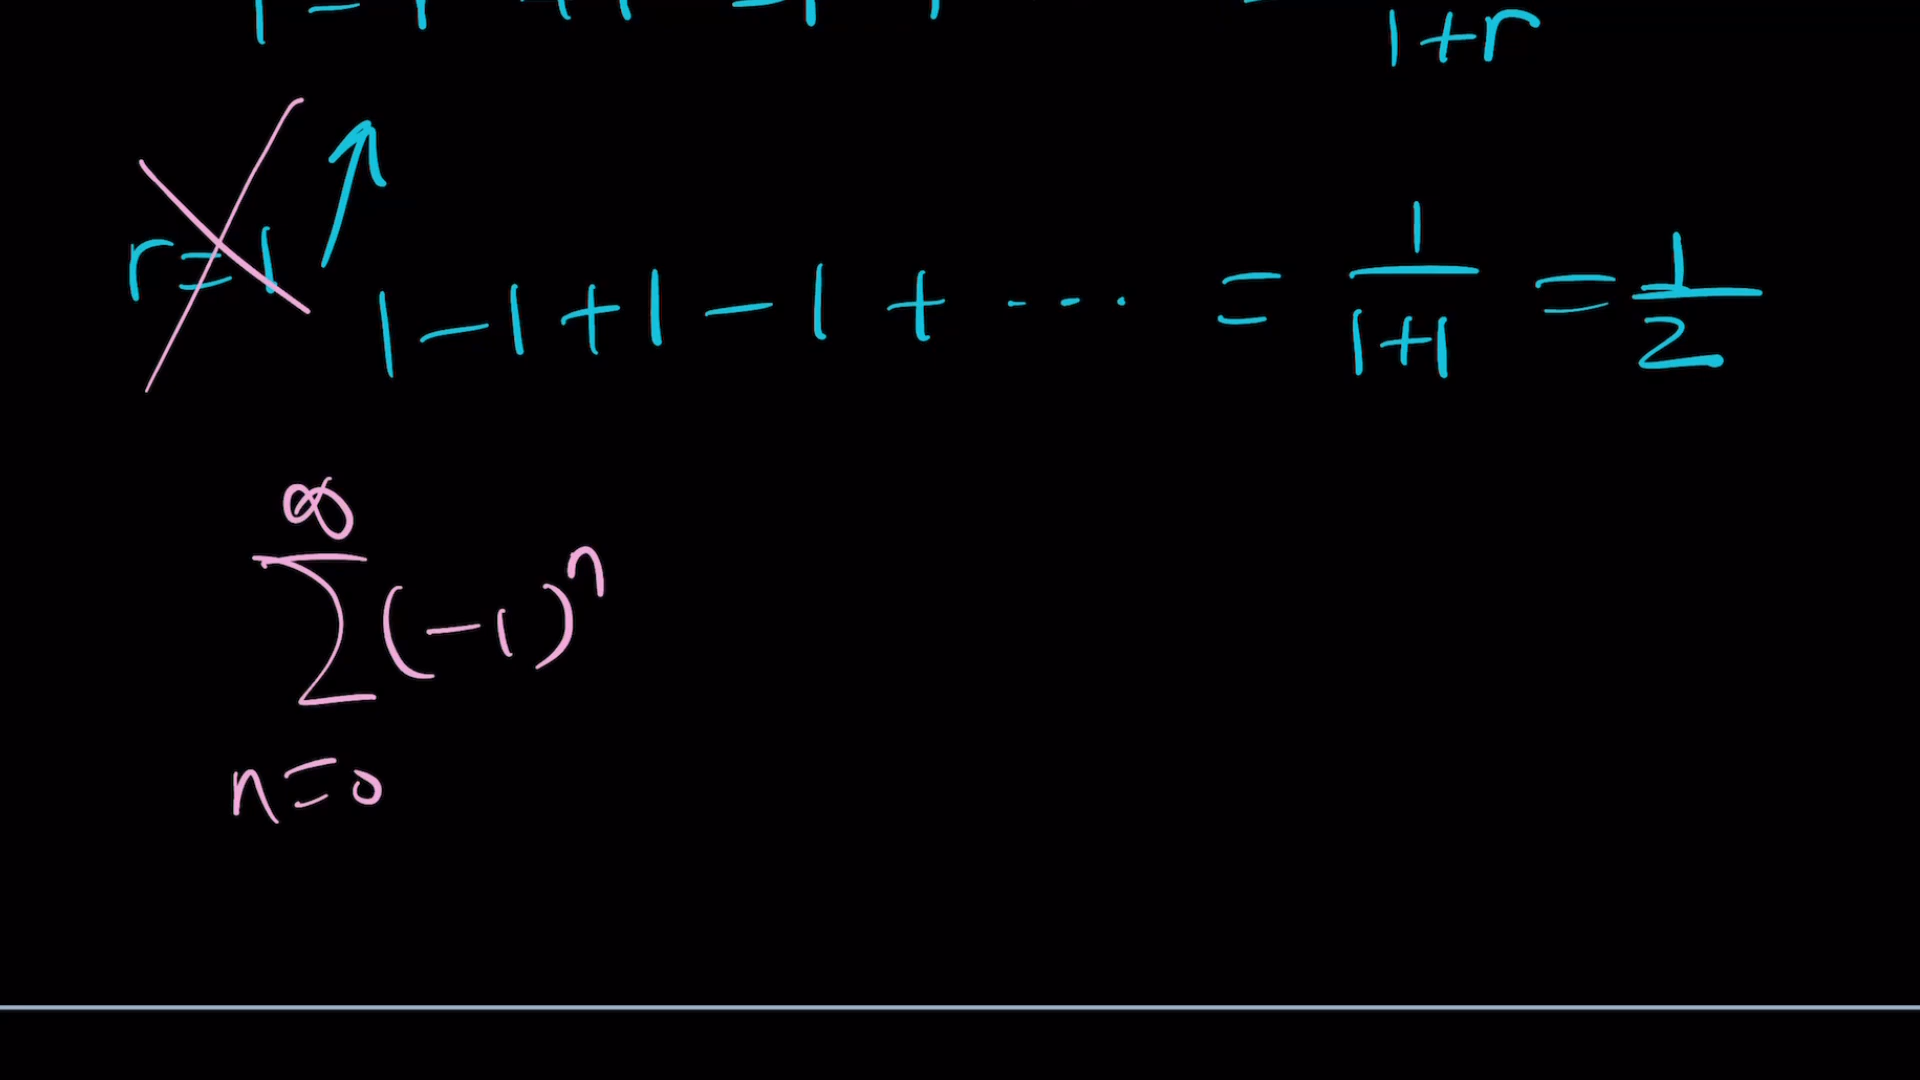 1+r
r=1
1-1+1-1+... = 1/(1+1) = 1/2
∞
∑(-1)ⁿ
n=0